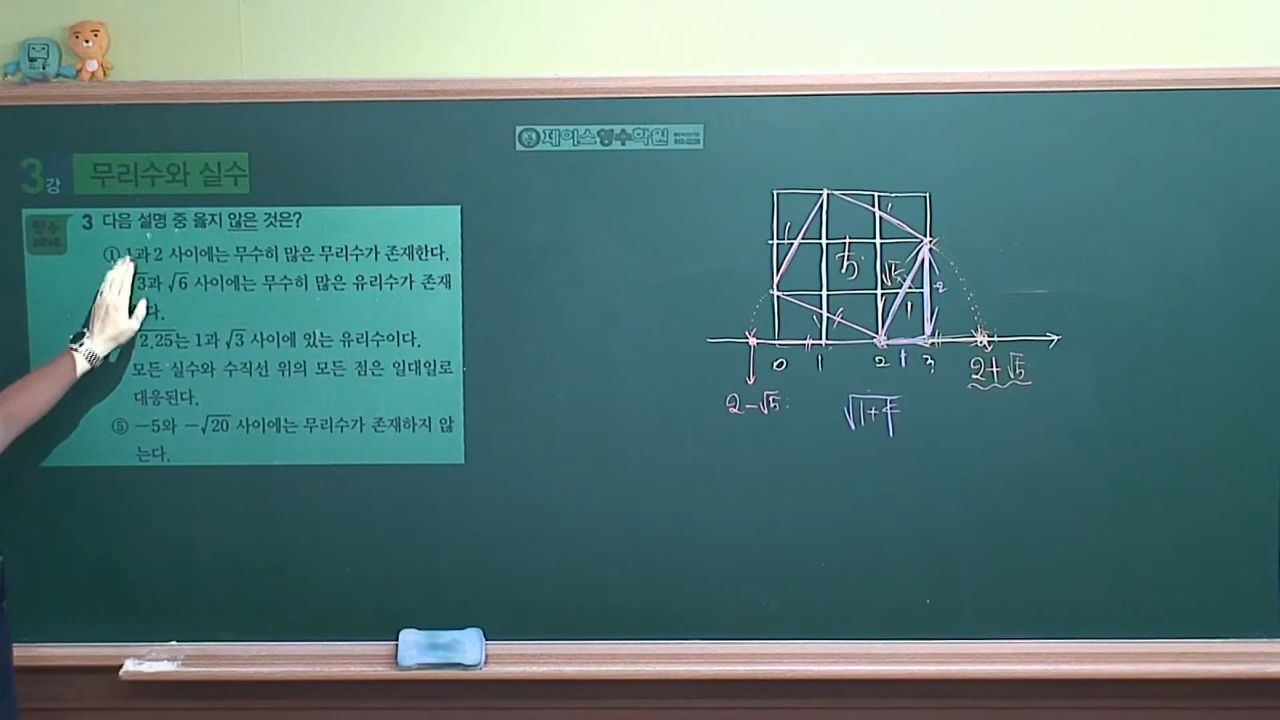 제이스영수학원
3강 무리수와 실수
필수
3 다음 설명 중 옳지 않은 것은?
① 1과 2 사이에는 무수히 많은 무리수가 존재한다.
3과 √6 사이에는 무수히 많은 유리수가 존재
다.
2.25는 1과 √3 사이에 있는 유리수이다.
모든 실수와 수직선 위의 모든 점은 일대일로
대응된다.
⑤ −5와 −√20 사이에는 무리수가 존재하지 않
는다.
5
√5
2
1
0 1 2 1 3
2−√5
2+√5
√1+4